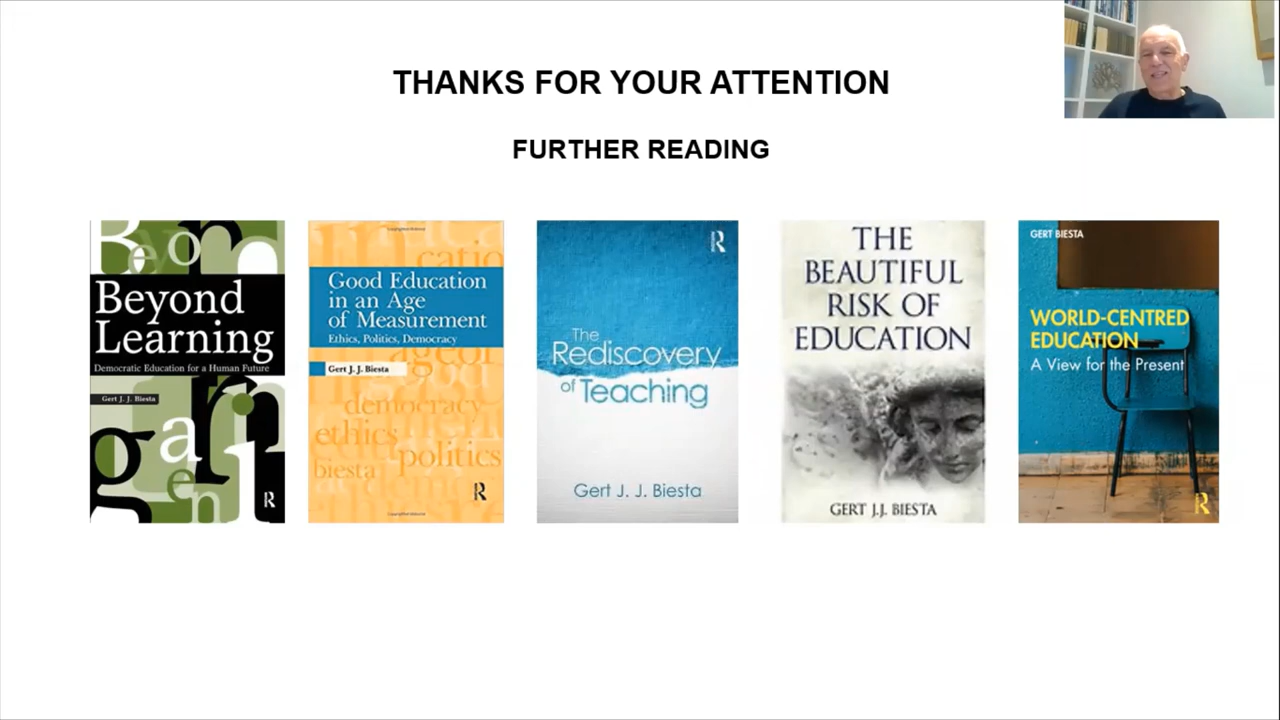 THANKS FOR YOUR ATTENTION
FURTHER READING
Beyond
Beyond
Learning
Democratic Education for a Human Future
Gert J. J. Biesta
R
Good Education
in an Age
of Measurement
Ethics, Politics, Democracy
Gert J. J. Biesta
democracy
ethics
politics
biesta
R
R
The
Rediscovery
of Teaching
Gert J. J. Biesta
THE
BEAUTIFUL
RISK OF
EDUCATION
GERT J.J. BIESTA
GERT BIESTA
WORLD-CENTRED
EDUCATION
A View for the Present
R